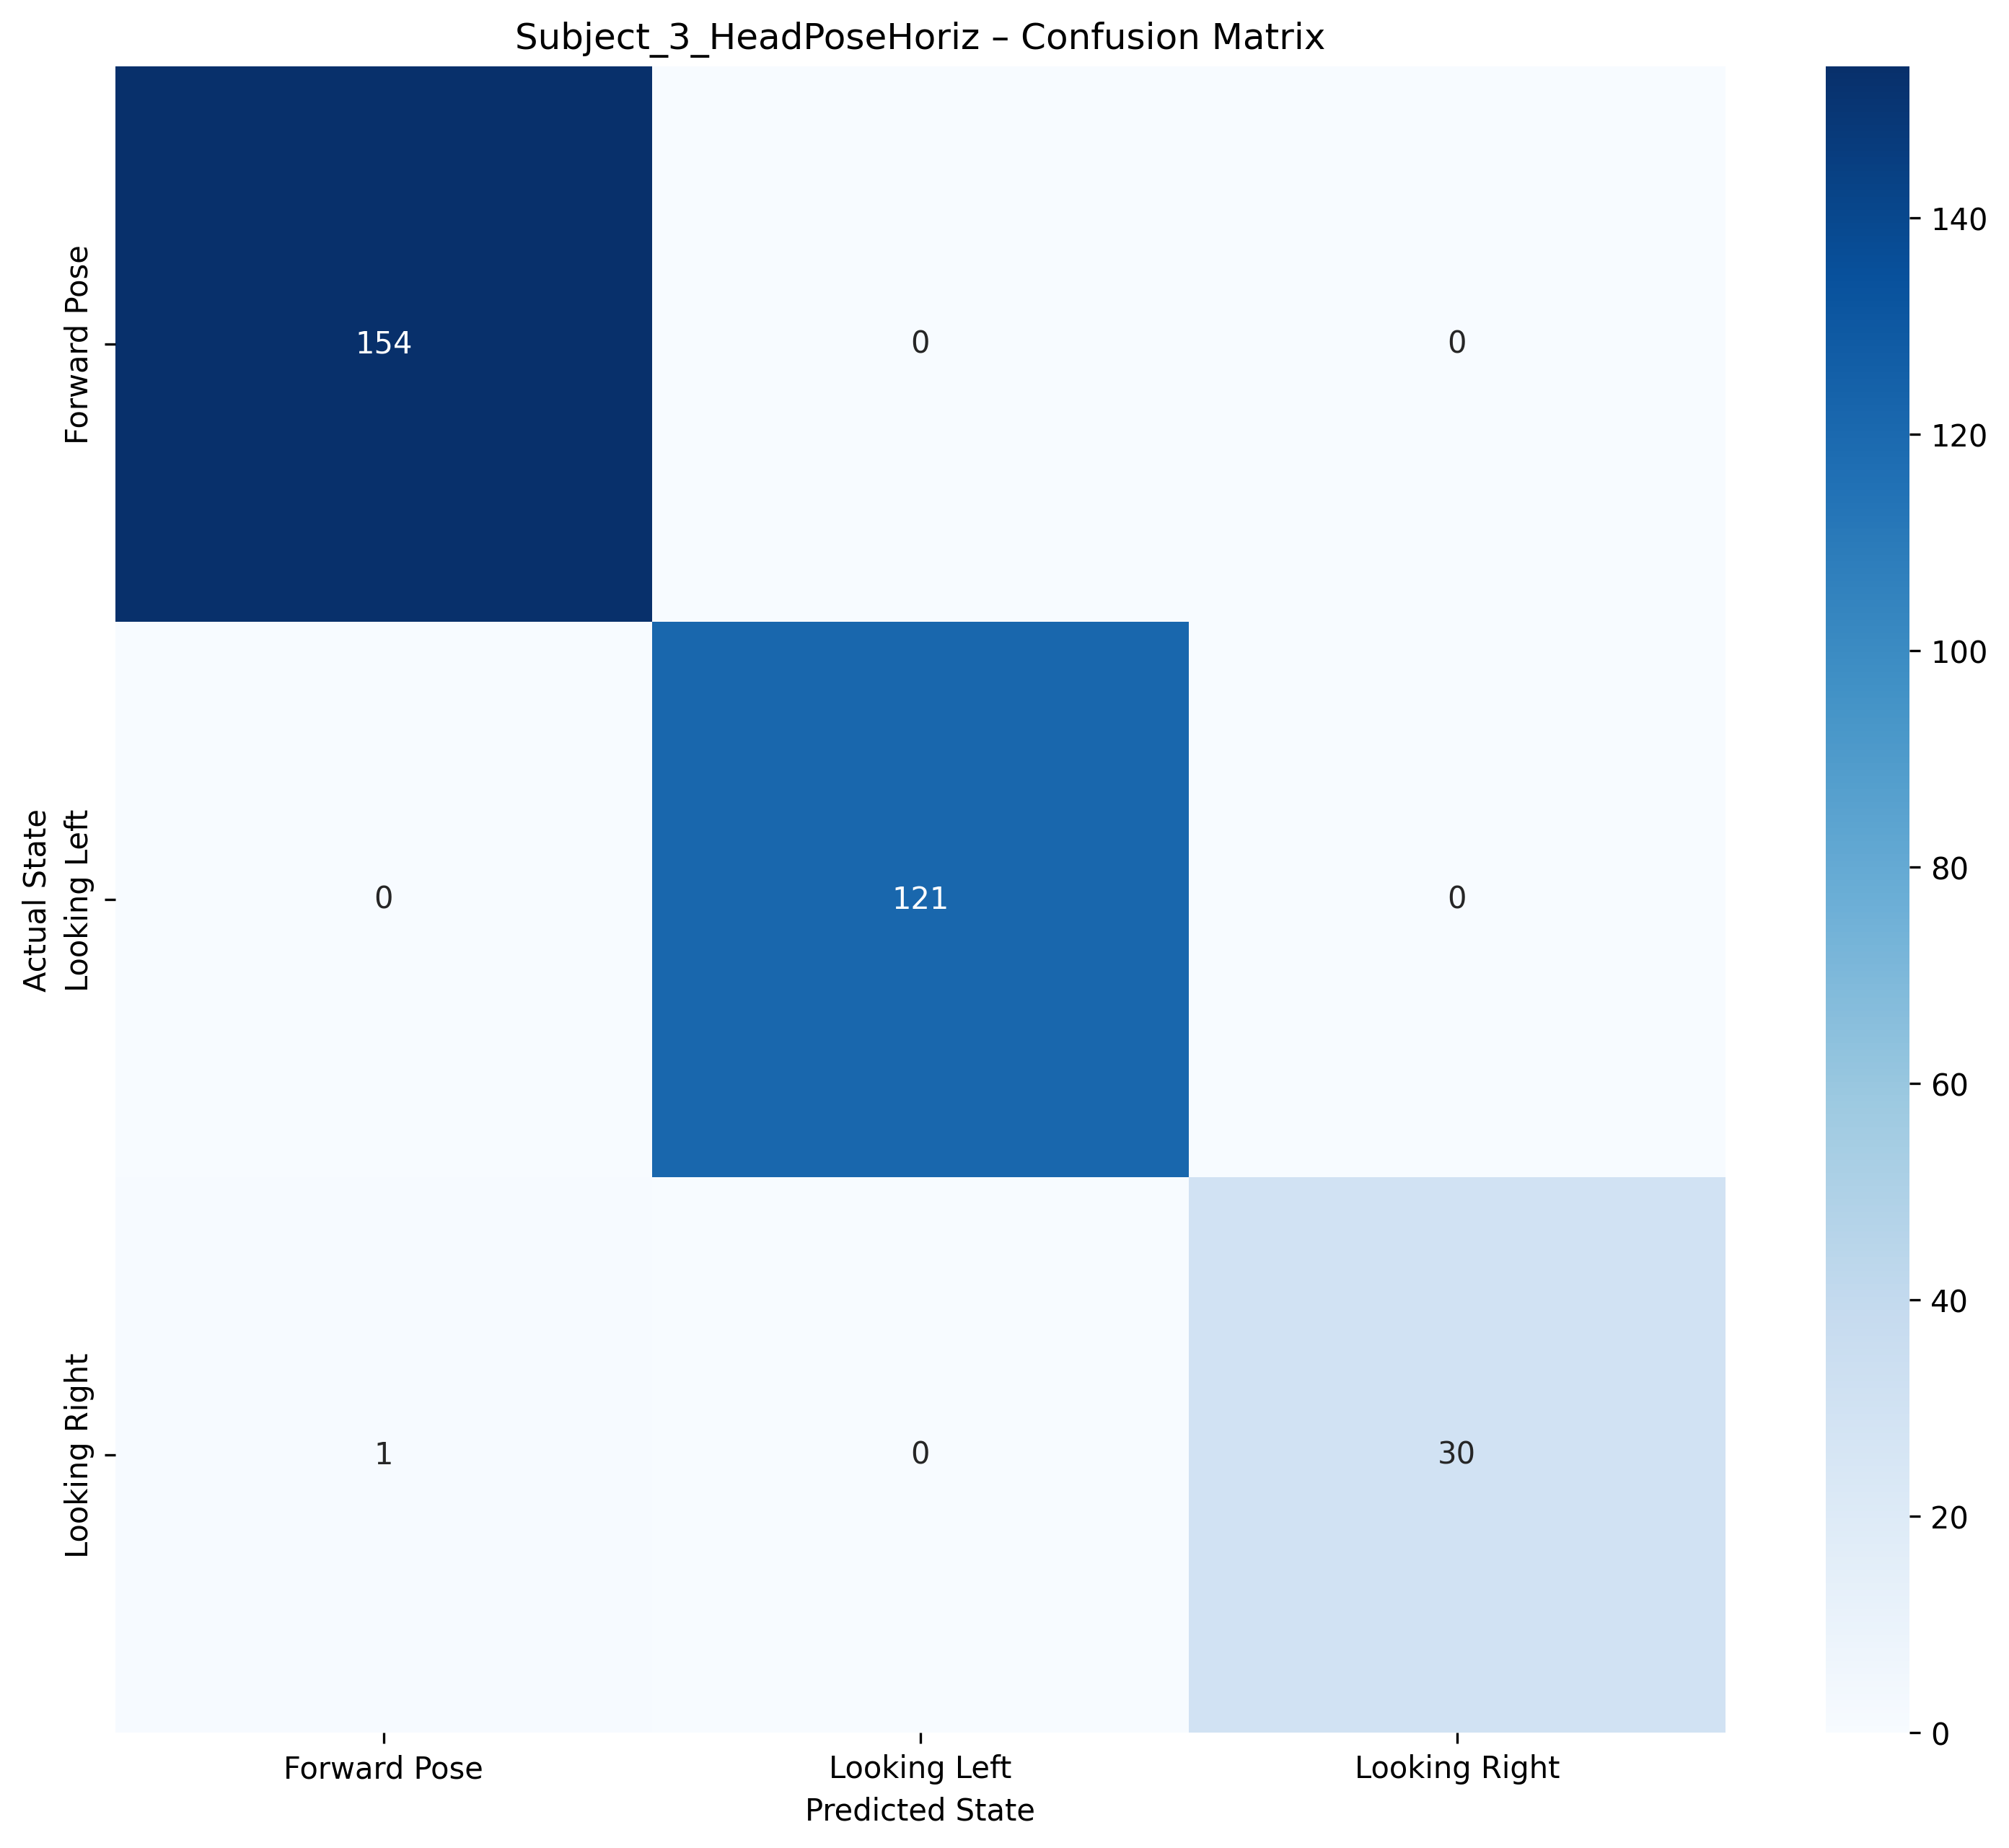 Subject_3_HeadPoseHoriz – Confusion Matrix
Actual State
Forward Pose
154
0
0
Looking Left
0
121
0
Looking Right
1
0
30
Forward Pose
Looking Left
Looking Right
Predicted State
140
120
100
80
60
40
20
0